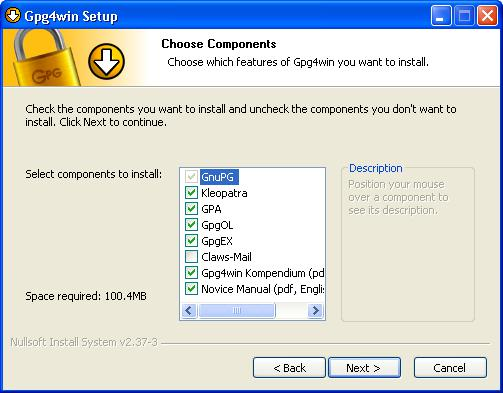 Gpg4win Setup
GPG
Choose Components
Choose which features of Gpg4win you want to install.
Check the components you want to install and uncheck the components you don't want to
install. Click Next to continue.
Select components to install:
GnuPG
Kleopatra
GPA
GpgOL
GpgEX
Claws-Mail
Gpg4win Kompendium (pd
Novice Manual (pdf, Englis
Description
Position your mouse
over a component to
see its description.
Space required: 100.4MB
Nullsoft Install System v2.37-3
< Back
Next >
Cancel